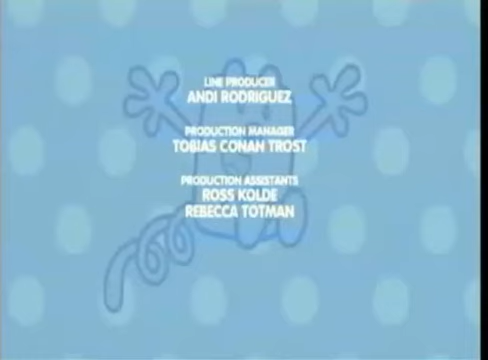 LINE PRODUCER
ANDI RODRIGUEZ
PRODUCTION MANAGER
TOBIAS CONAN TROST
PRODUCTION ASSISTANTS
ROSS KOLDE
REBECCA TOTMAN